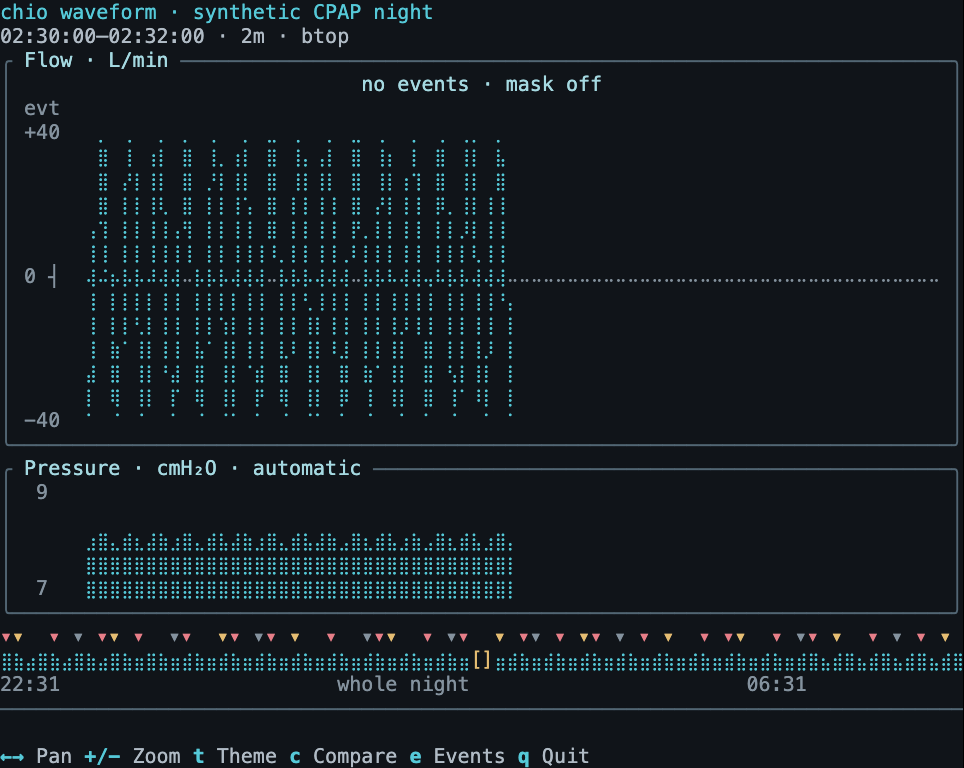 chio waveform · synthetic CPAP night
02:30:00–02:32:00 · 2m · btop
Flow · L/min
no events · mask off
evt
+40
0
−40
Pressure · cmH₂O · automatic
9
7
[]
22:31 whole night 06:31
←→ Pan +/− Zoom t Theme c Compare e Events q Quit